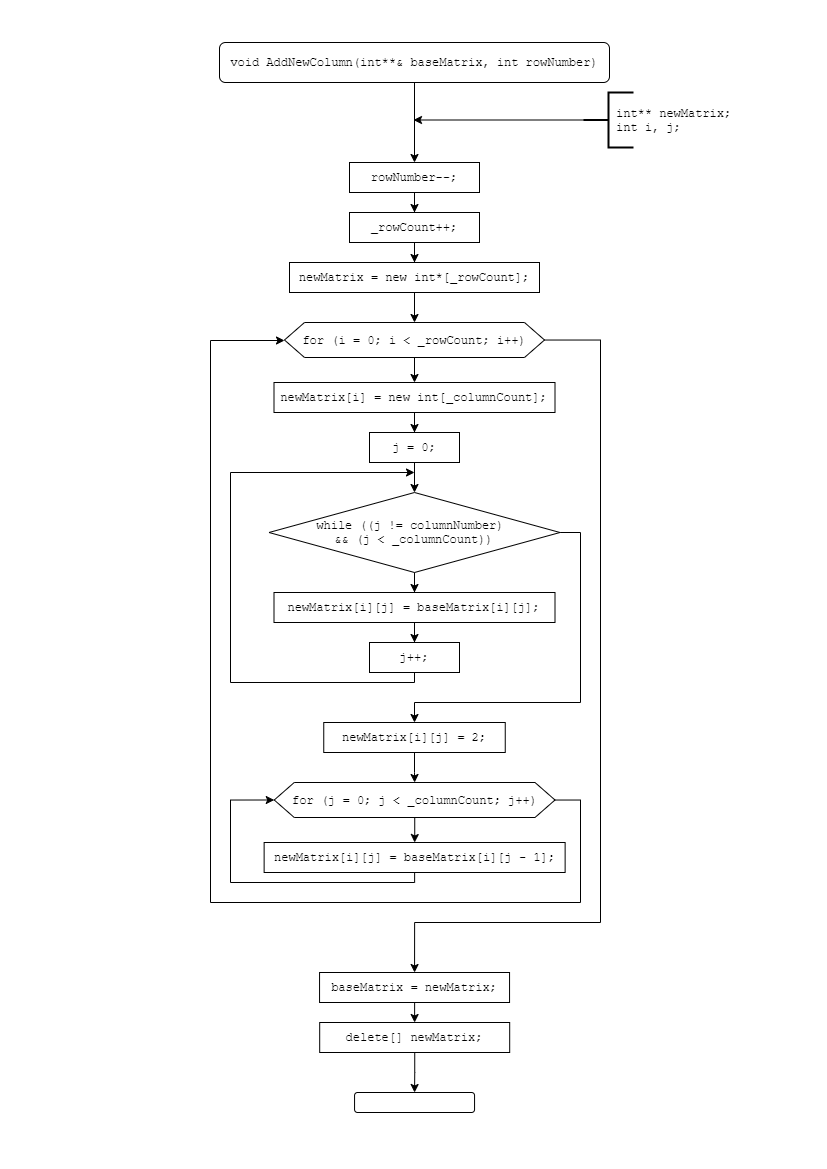 void AddNewColumn(int**& baseMatrix, int rowNumber)
int** newMatrix;
int i, j;
rowNumber--;
_rowCount++;
newMatrix = new int*[_rowCount];
for (i = 0; i < _rowCount; i++)
newMatrix[i] = new int[_columnCount];
j = 0;
while ((j != columnNumber)
&& (j < _columnCount))
newMatrix[i][j] = baseMatrix[i][j];
j++;
newMatrix[i][j] = 2;
for (j = 0; j < _columnCount; j++)
newMatrix[i][j] = baseMatrix[i][j - 1];
baseMatrix = newMatrix;
delete[] newMatrix;